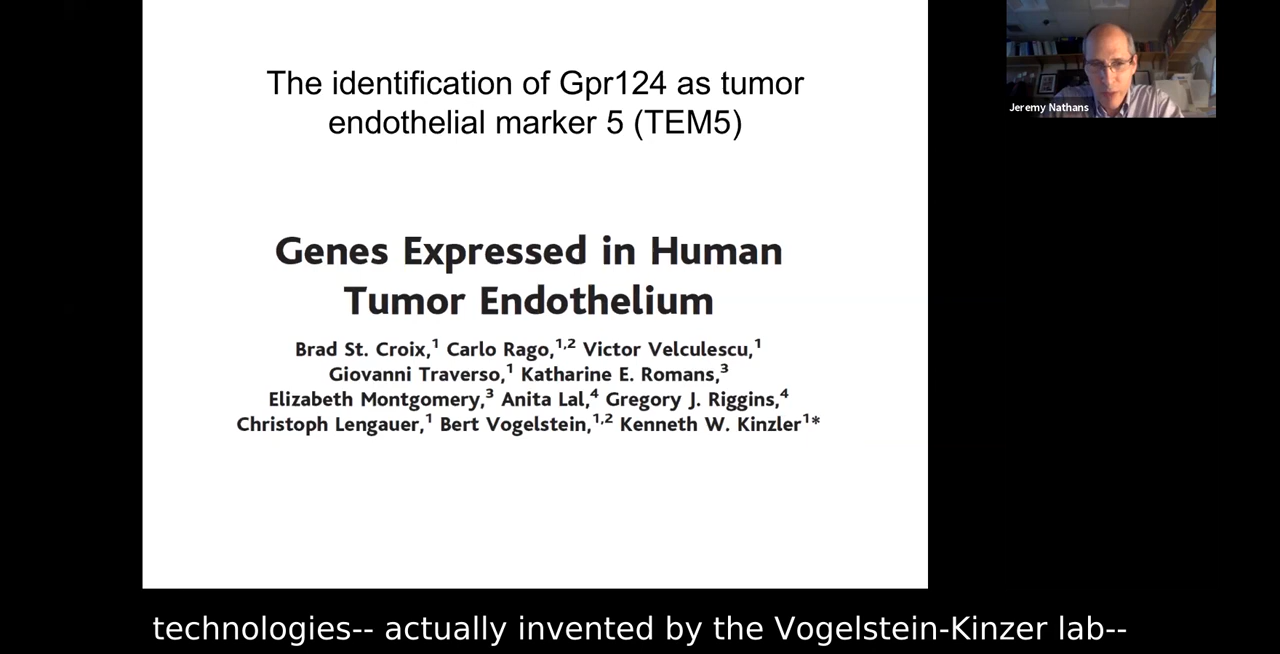 The identification of Gpr124 as tumor
endothelial marker 5 (TEM5)
Genes Expressed in Human
Tumor Endothelium
Brad St. Croix,¹ Carlo Rago,¹,² Victor Velculescu,¹
Giovanni Traverso,¹ Katharine E. Romans,³
Elizabeth Montgomery,³ Anita Lal,⁴ Gregory J. Riggins,⁴
Christoph Lengauer,¹ Bert Vogelstein,¹,² Kenneth W. Kinzler¹*
Jeremy Nathans
technologies-- actually invented by the Vogelstein-Kinzer lab--